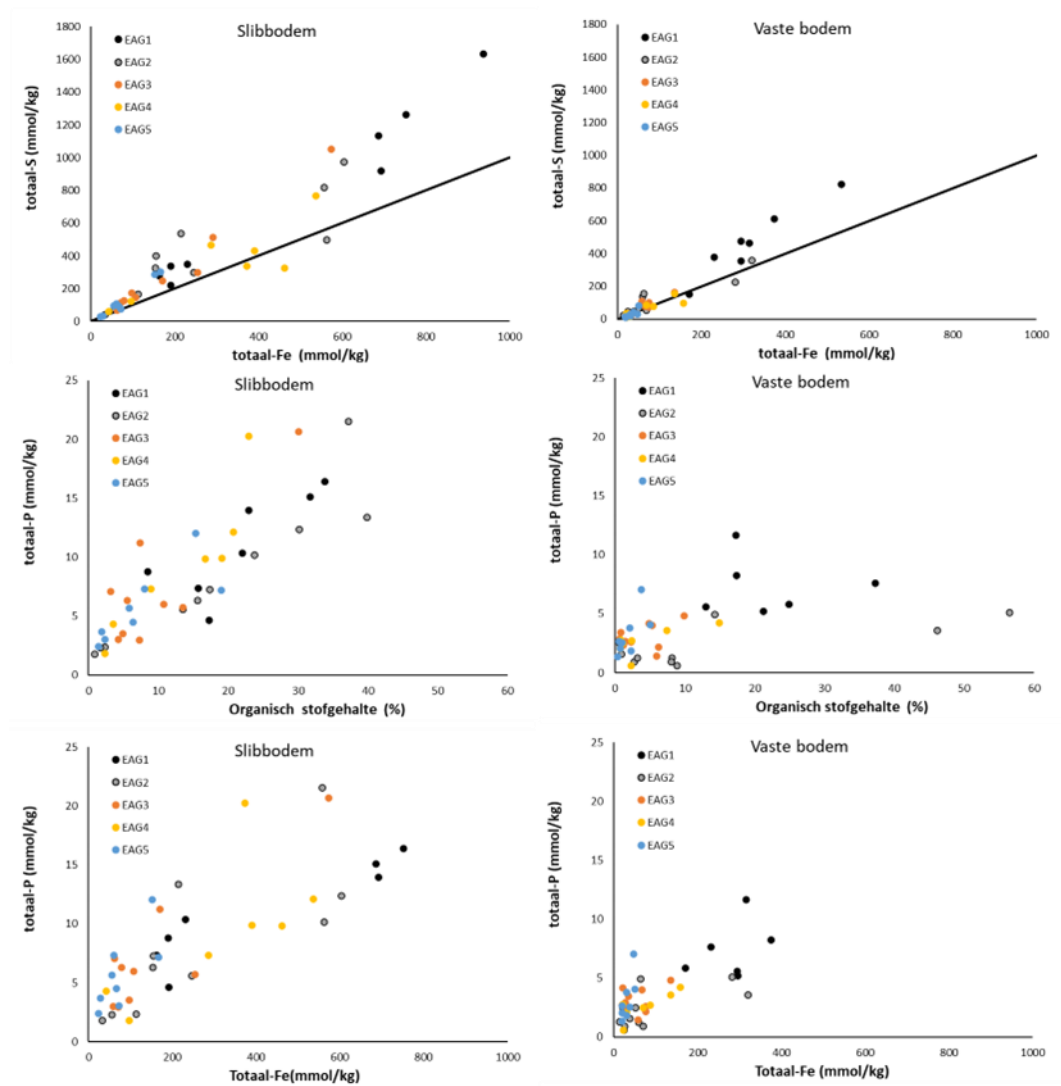 Slibbodem
totaal-S (mmol/kg)
1800
1600
1400
1200
1000
800
600
400
200
0
EAG1
EAG2
EAG3
EAG4
EAG5
0 200 400 600 800 1000
totaal-Fe (mmol/kg)
Vaste bodem
totaal-S (mmol/kg)
1800
1600
1400
1200
1000
800
600
400
200
0
EAG1
EAG2
EAG3
EAG4
EAG5
0 200 400 600 800 1000
totaal-Fe (mmol/kg)
Slibbodem
totaal-P (mmol/kg)
25
20
15
10
5
0
EAG1
EAG2
EAG3
EAG4
EAG5
0 10 20 30 40 50 60
Organisch stofgehalte (%)
Vaste bodem
totaal-P (mmol/kg)
25
20
15
10
5
0
EAG1
EAG2
EAG3
EAG4
EAG5
0 10 20 30 40 50 60
Organisch stofgehalte (%)
Slibbodem
totaal-P (mmol/kg)
25
20
15
10
5
0
EAG1
EAG2
EAG3
EAG4
EAG5
0 200 400 600 800 1000
Totaal-Fe(mmol/kg)
Vaste bodem
totaal-P (mmol/kg)
25
20
15
10
5
0
EAG1
EAG2
EAG3
EAG4
EAG5
0 200 400 600 800 1000
Totaal-Fe (mmol/kg)